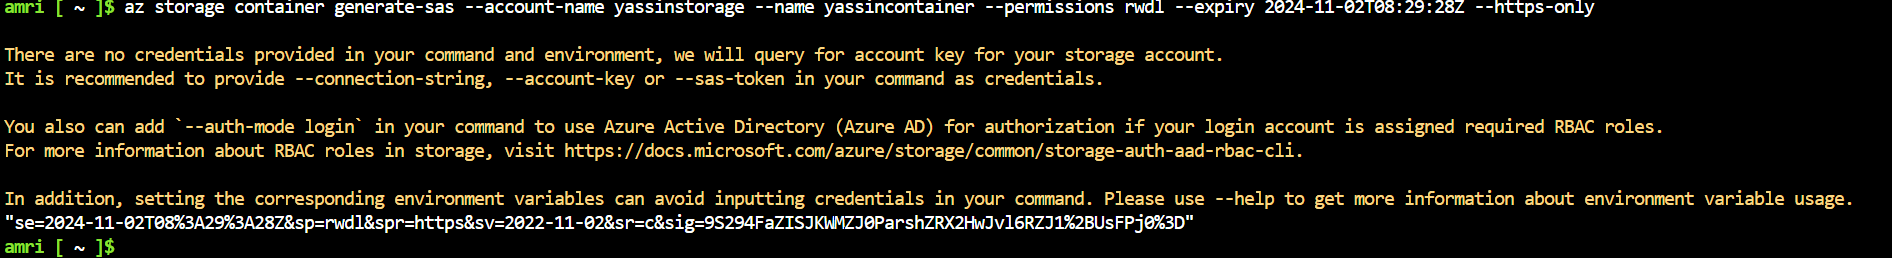 amri [ ~ ]$ az storage container generate-sas --account-name yassinstorage --name yassincontainer --permissions rwdl --expiry 2024-11-02T08:29:28Z --https-only
There are no credentials provided in your command and environment, we will query for account key for your storage account.
It is recommended to provide --connection-string, --account-key or --sas-token in your command as credentials.
You also can add `--auth-mode login` in your command to use Azure Active Directory (Azure AD) for authorization if your login account is assigned required RBAC roles.
For more information about RBAC roles in storage, visit https://docs.microsoft.com/azure/storage/common/storage-auth-aad-rbac-cli.
In addition, setting the corresponding environment variables can avoid inputting credentials in your command. Please use --help to get more information about environment variable usage.
"se=2024-11-02T08%3A29%3A28Z&sp=rwdl&spr=https&sv=2022-11-02&sr=c&sig=9S294FaZISJKWMZJ0ParshZRX2HwJvl6RZJ1%2BUsFPj0%3D"
amri [ ~ ]$